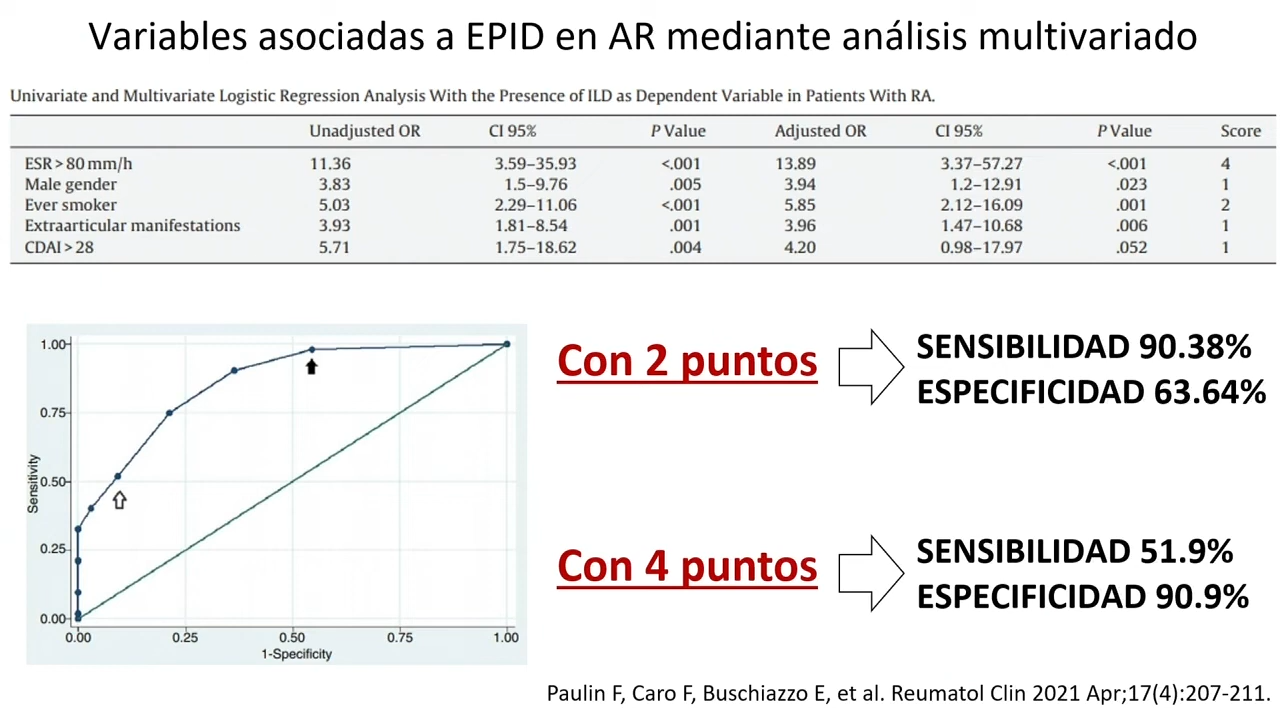 Variables asociadas a EPID en AR mediante análisis multivariado
Univariate and Multivariate Logistic Regression Analysis With the Presence of ILD as Dependent Variable in Patients With RA.
Unadjusted OR CI 95% P Value Adjusted OR CI 95% P Value Score
ESR > 80 mm/h 11.36 3.59–35.93 <.001 13.89 3.37–57.27 <.001 4
Male gender 3.83 1.5–9.76 .005 3.94 1.2–12.91 .023 1
Ever smoker 5.03 2.29–11.06 <.001 5.85 2.12–16.09 .001 2
Extraarticular manifestations 3.93 1.81–8.54 .001 3.96 1.47–10.68 .006 1
CDAI > 28 5.71 1.75–18.62 .004 4.20 0.98–17.97 .052 1
1.00
0.75
0.50
0.25
0.00
Sensitivity
0.00 0.25 0.50 0.75 1.00
1-Specificity
Con 2 puntos
SENSIBILIDAD 90.38%
ESPECIFICIDAD 63.64%
Con 4 puntos
SENSIBILIDAD 51.9%
ESPECIFICIDAD 90.9%
Paulin F, Caro F, Buschiazzo E, et al. Reumatol Clin 2021 Apr;17(4):207-211.